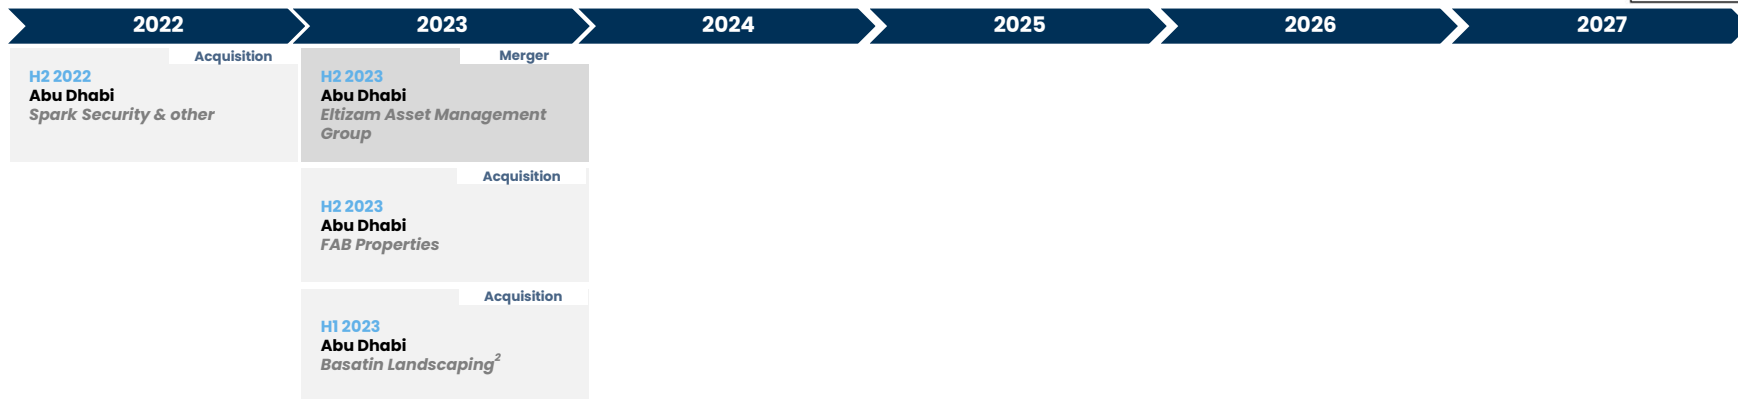 2022
2023
2024
2025
2026
2027
Acquisition
H2 2022
Abu Dhabi
Spark Security & other
Merger
H2 2023
Abu Dhabi
Eltizam Asset Management
Group
Acquisition
H2 2023
Abu Dhabi
FAB Properties
Acquisition
H1 2023
Abu Dhabi
Basatin Landscaping²